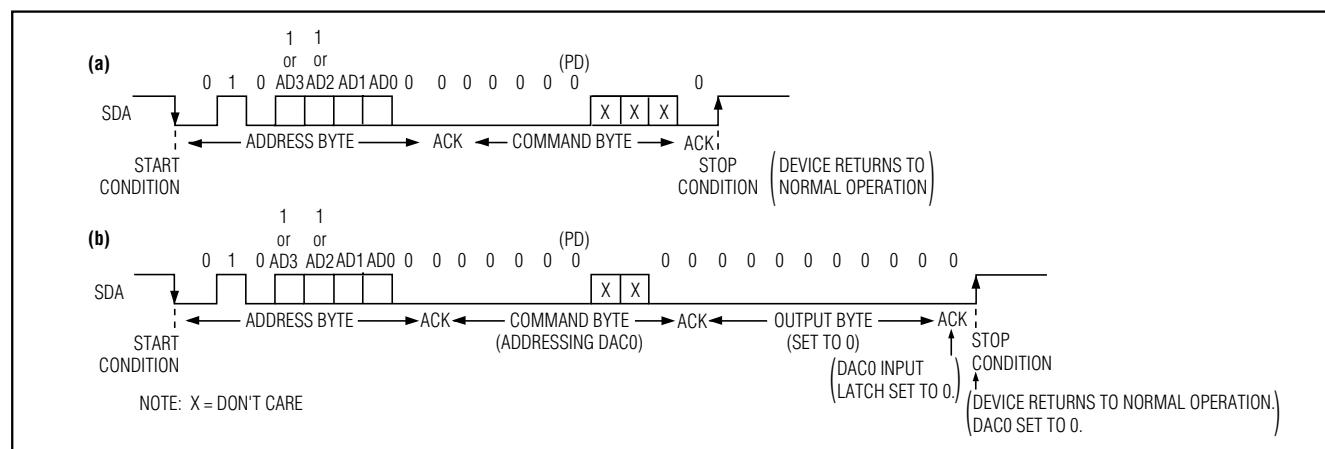 (a)
1 1
or or (PD)
0 1 0 AD3 AD2 AD1 AD0 0 0 0 0 0 0 0 0
SDA X X X
ADDRESS BYTE ACK COMMAND BYTE ACK
START CONDITION
STOP CONDITION
(DEVICE RETURNS TO
NORMAL OPERATION)
(b)
1 1
or or (PD)
0 1 0 AD3 AD2 AD1 AD0 0 0 0 0 0 0 0 0 0 0 0 0 0 0 0 0 0 0
SDA X X
ADDRESS BYTE ACK COMMAND BYTE ACK OUTPUT BYTE ACK
(ADDRESSING DAC0) (SET TO 0)
START CONDITION
STOP CONDITION
(DAC0 INPUT
LATCH SET TO 0.)
NOTE: X = DON'T CARE
(DEVICE RETURNS TO NORMAL OPERATION.
DAC0 SET TO 0.)